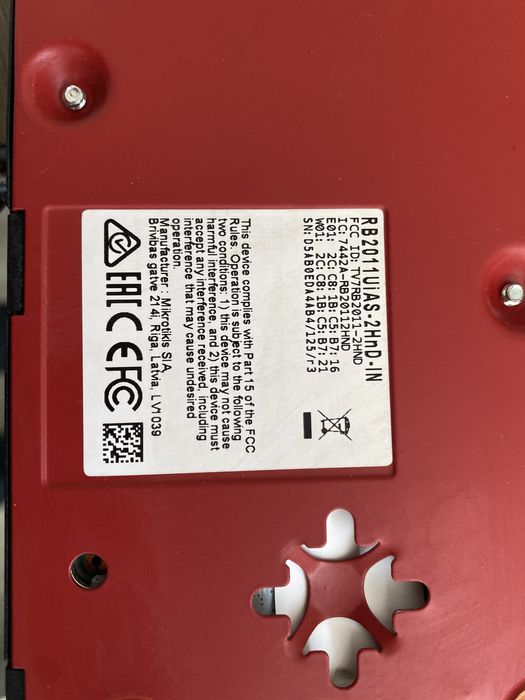 RB2011UiAS-2HnD-IN
FCC ID: TV7RB2011-2HND
IC: 7442A-RB20112HND
E01: 2C:C8:1B:C5:B7:16
W01: 2C:C8:1B:C5:B7:21
SN: D5AB0EDA44AB4/125/r3
This device complies with Part 15 of the FCC
Rules. Operation is subject to the following
two conditions: 1) this device may not cause
harmful interference, and 2) this device must
accept any interference received, including
interference that may cause undesired
operation.
Manufacturer: Mikrotikls SIA,
Brivibas gatve 214i, Riga, Latvia, LV1039
EAC CE FC